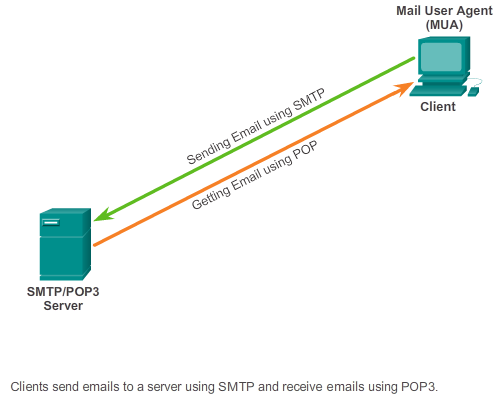 Mail User Agent
(MUA)
Client
Sending Email using SMTP
Getting Email using POP
SMTP/POP3
Server
Clients send emails to a server using SMTP and receive emails using POP3.